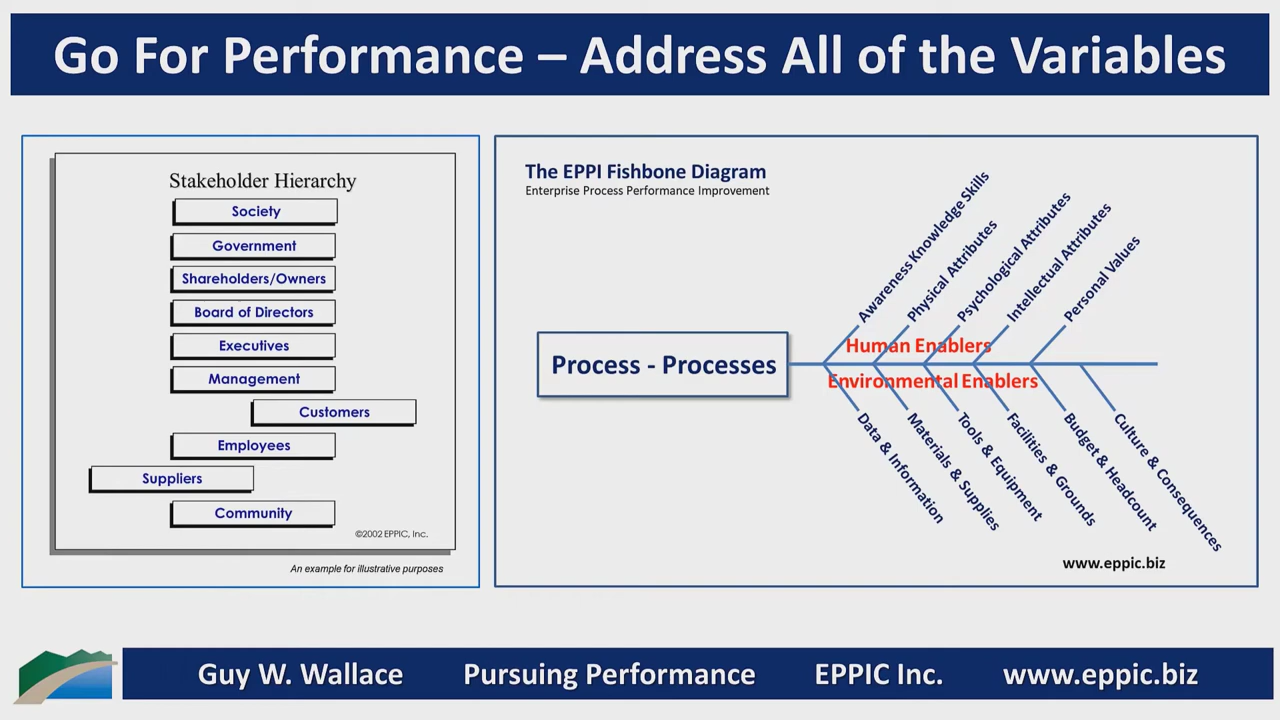 Go For Performance – Address All of the Variables
Stakeholder Hierarchy
Society
Government
Shareholders/Owners
Board of Directors
Executives
Management
Customers
Employees
Suppliers
Community
©2002 EPPIC, Inc.
An example for illustrative purposes
The EPPI Fishbone Diagram
Enterprise Process Performance Improvement
Process - Processes
Awareness Knowledge Skills
Physical Attributes
Psychological Attributes
Intellectual Attributes
Personal Values
Human Enablers
Environmental Enablers
Data & Information
Materials & Supplies
Tools & Equipment
Facilities & Grounds
Budget & Headcount
Culture & Consequences
www.eppic.biz
Guy W. Wallace Pursuing Performance EPPIC Inc. www.eppic.biz